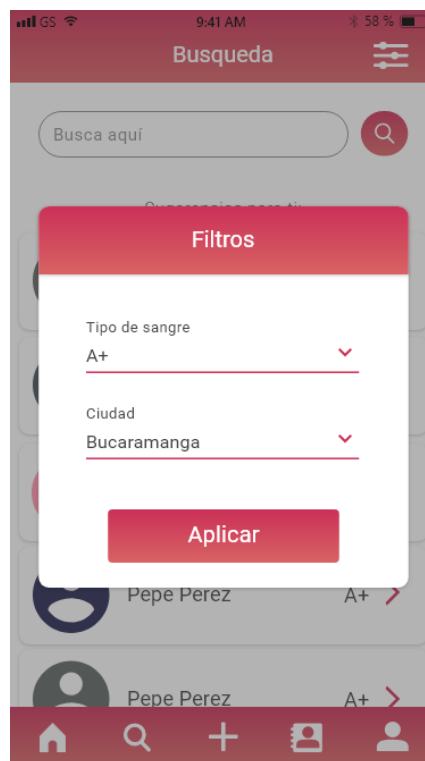 GS 9:41 AM 58 %
Busqueda
Busca aquí
Filtros
Tipo de sangre
A+
Ciudad
Bucaramanga
Aplicar
Pepe Perez A+
Pepe Perez A+